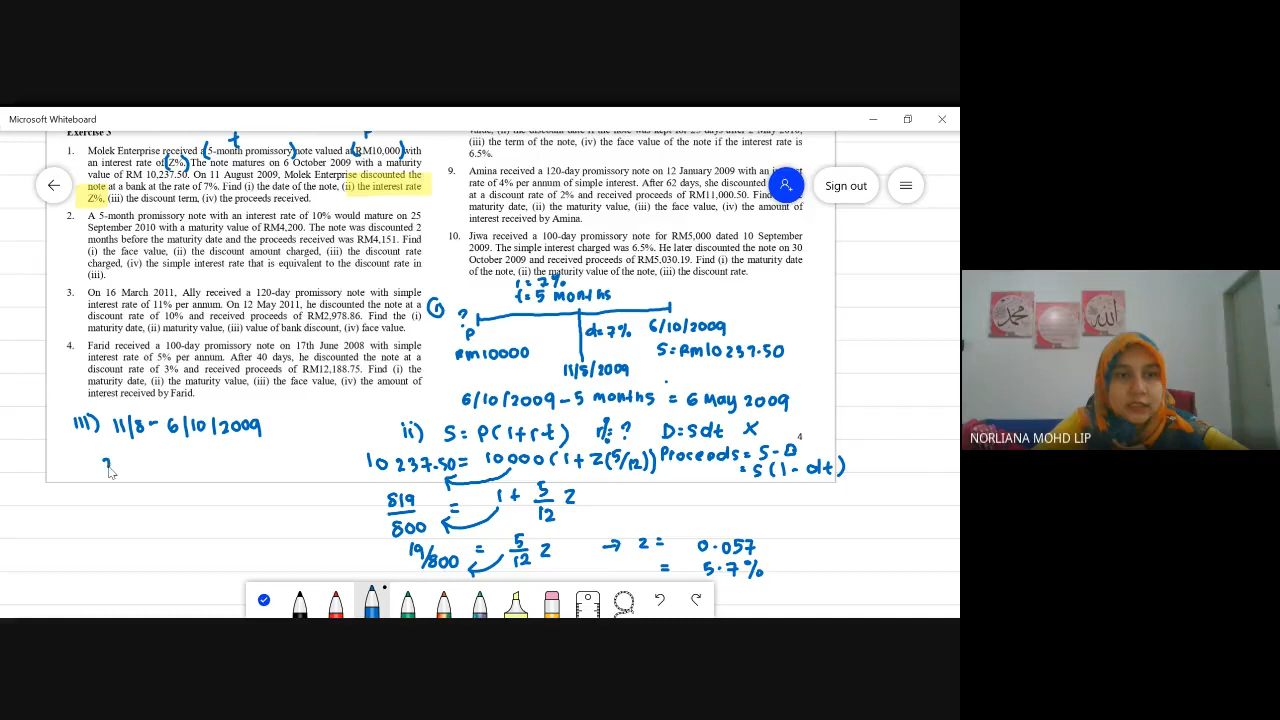 Microsoft Whiteboard
Exercise 3
1. Molek Enterprise received a 5-month promissory note valued at RM10,000 with
an interest rate of Z%. The note matures on 6 October 2009 with a maturity
value of RM 10,237.50. On 11 August 2009, Molek Enterprise discounted the
note at a bank at the rate of 7%. Find (i) the date of the note, (ii) the interest rate
Z%, (iii) the discount term, (iv) the proceeds received.
2. A 5-month promissory note with an interest rate of 10% would mature on 25
September 2010 with a maturity value of RM4,200. The note was discounted 2
months before the maturity date and the proceeds received was RM4,151. Find
(i) the face value, (ii) the discount amount charged, (iii) the discount rate
charged, (iv) the simple interest rate that is equivalent to the discount rate in
(iii).
3. On 16 March 2011, Ally received a 120-day promissory note with simple
interest rate of 11% per annum. On 12 May 2011, he discounted the note at a
discount rate of 10% and received proceeds of RM2,978.86. Find the (i)
maturity date, (ii) maturity value, (iii) value of bank discount, (iv) face value.
4. Farid received a 100-day promissory note on 17th June 2008 with simple
interest rate of 5% per annum. After 40 days, he discounted the note at a
discount rate of 3% and received proceeds of RM12,188.75. Find (i) the
maturity date, (ii) the maturity value, (iii) the face value, (iv) the amount of
interest received by Farid.
iii) 11/8 - 6/10/2009
value, (ii) the discount date if the note was kept for 25 days after 2 May 2010,
(iii) the term of the note, (iv) the face value of the note if the interest rate is
6.5%.
9. Amina received a 120-day promissory note on 12 January 2009 with an
rate of 4% per annum of simple interest. After 62 days, she discounted
at a discount rate of 2% and received proceeds of RM11,000.50. Find
maturity date, (ii) the maturity value, (iii) the face value, (iv) the amount of
interest received by Amina.
10. Jiwa received a 100-day promissory note for RM5,000 dated 10 September
2009. The simple interest charged was 6.5%. He later discounted the note on 30
October 2009 and received proceeds of RM5,030.19. Find (i) the maturity date
of the note, (ii) the maturity value of the note, (iii) the discount rate.
i = Z%
t = 5 months
①
?
P
RM10000
d=7%
11/8/2009
6/10/2009
S=RM10237.50
6/10/2009 - 5 months = 6 May 2009
4
ii) S = P(1+rt) r%=? D=Sdt X
10237.50 = 10000(1+Z(5/12)) Proceeds = S-D
= S(1-dt)
819/800 = 1 + 5/12 Z
19/800 = 5/12 Z → Z = 0.057
= 5.7%
Sign out
NORLIANA MOHD LIP